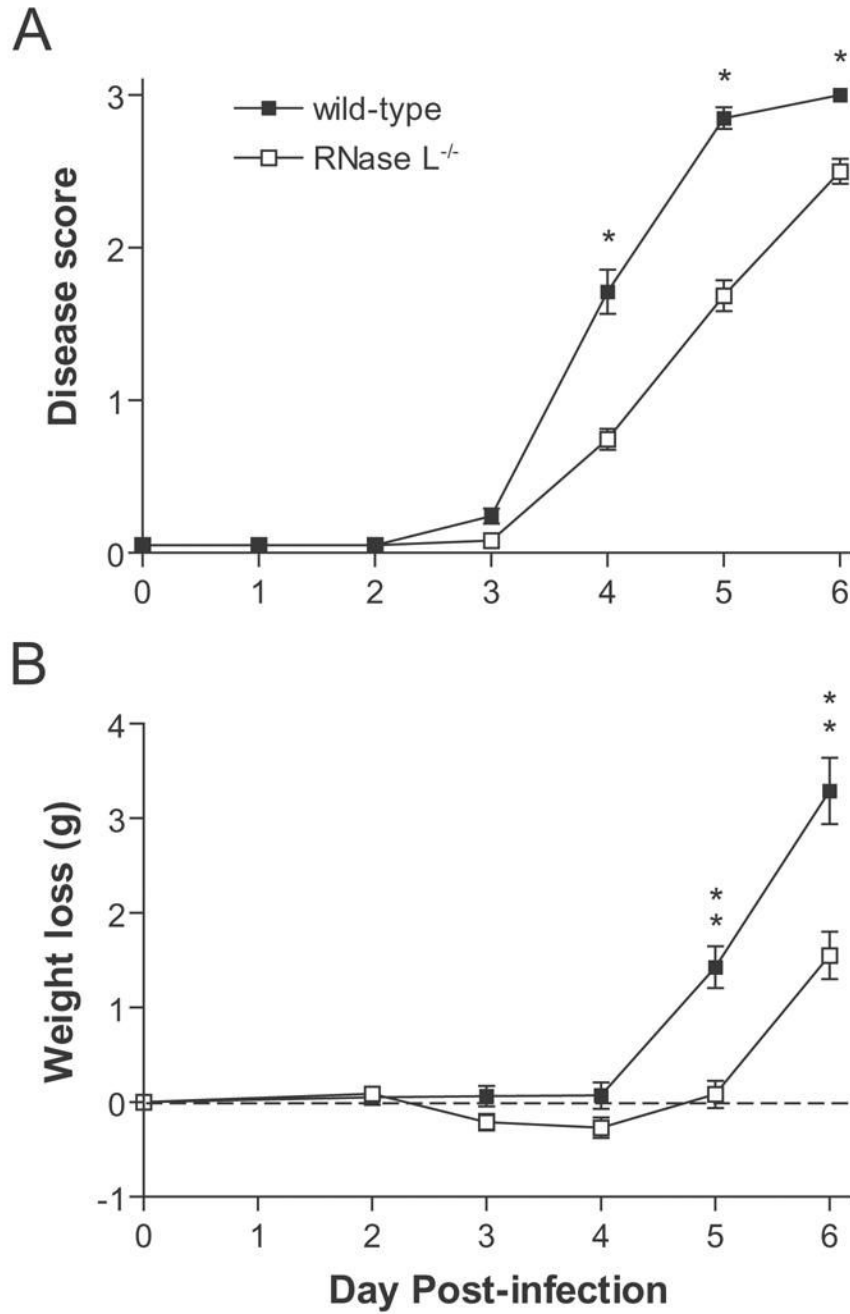 A
Disease score
3
2
1
0
wild-type
RNase L-/-
*
*
*
0 1 2 3 4 5 6
B
Weight loss (g)
4
3
2
1
0
-1
*
*
*
*
0 1 2 3 4 5 6
Day Post-infection